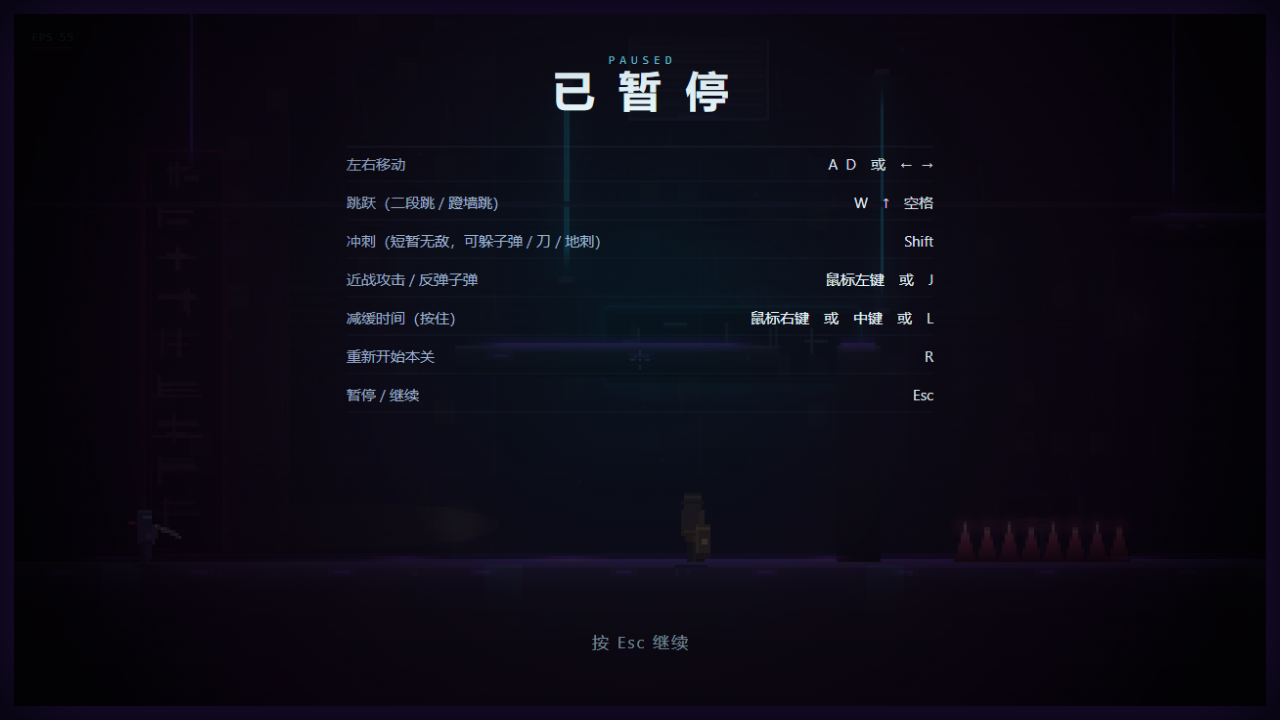 FPS 55
PAUSED
已暂停
左右移动 A D 或 ← →
跳跃（二段跳 / 蹬墙跳） W ↑ 空格
冲刺（短暂无敌，可躲子弹 / 刀 / 地刺） Shift
近战攻击 / 反弹子弹 鼠标左键 或 J
减缓时间（按住） 鼠标右键 或 中键 或 L
重新开始本关 R
暂停 / 继续 Esc
按 Esc 继续